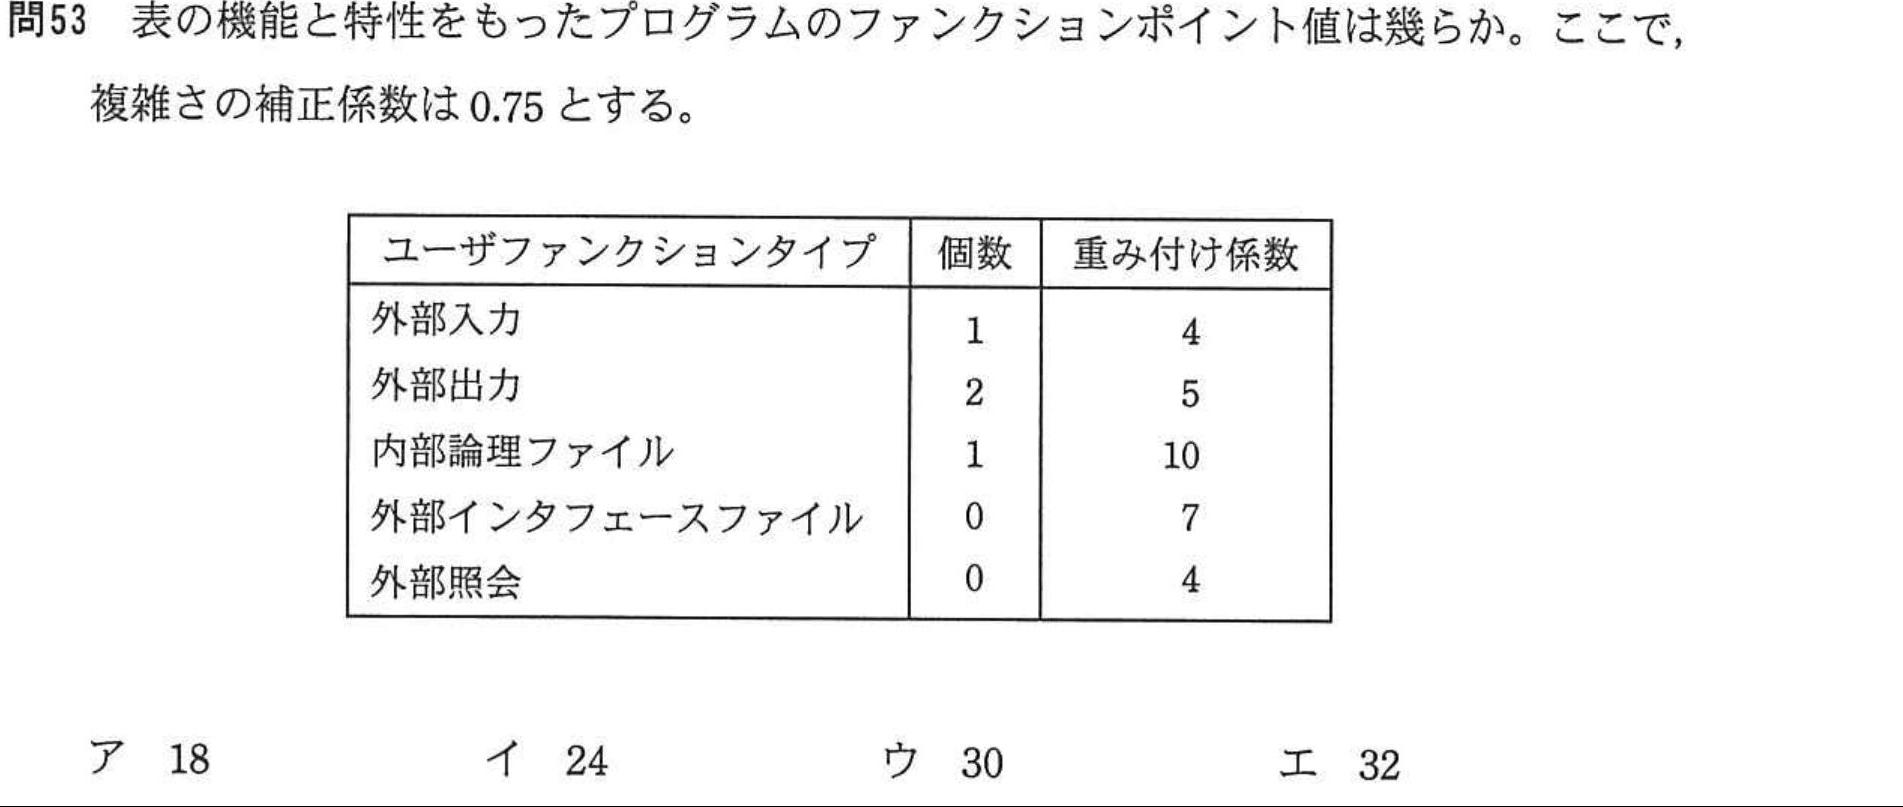 問53 表の機能と特性をもったプログラムのファンクションポイント値は幾らか。ここで,
複雑さの補正係数は 0.75 とする。
ユーザファンクションタイプ 個数 重み付け係数
外部入力 1 4
外部出力 2 5
内部論理ファイル 1 10
外部インタフェースファイル 0 7
外部照会 0 4
ア 18 イ 24 ウ 30 エ 32